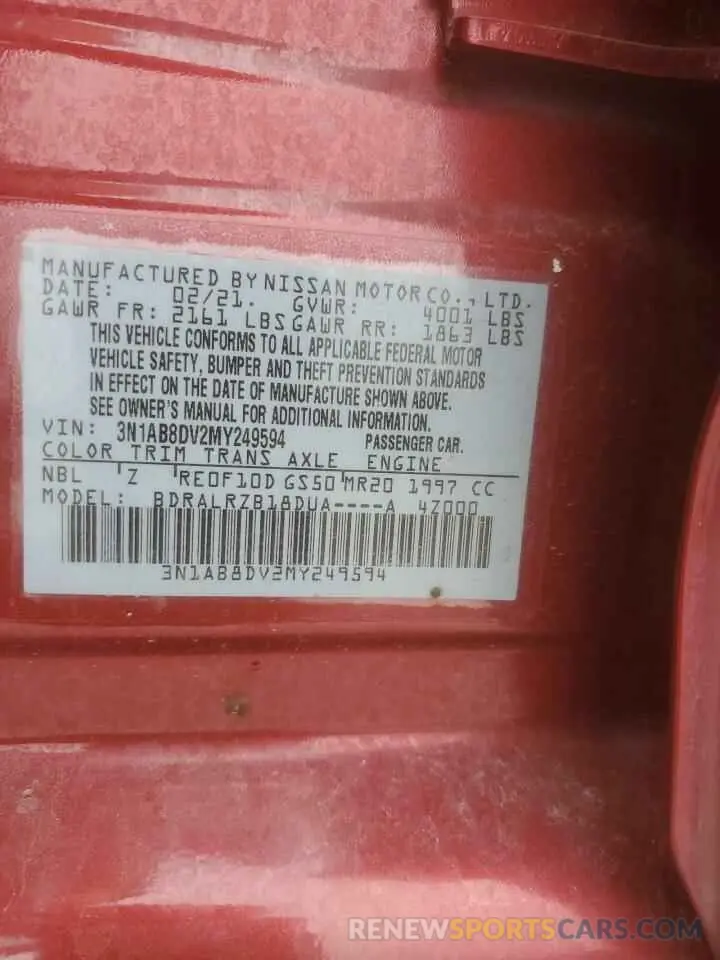 MANUFACTURED BY NISSAN MOTOR CO., LTD.
DATE: 02/21. GVWR: 4001 LBS
GAWR FR: 2161 LBS GAWR RR: 1863 LBS
THIS VEHICLE CONFORMS TO ALL APPLICABLE FEDERAL MOTOR
VEHICLE SAFETY, BUMPER AND THEFT PREVENTION STANDARDS
IN EFFECT ON THE DATE OF MANUFACTURE SHOWN ABOVE.
SEE OWNER'S MANUAL FOR ADDITIONAL INFORMATION.
VIN: 3N1AB8DV2MY249594 PASSENGER CAR.
COLOR TRIM TRANS AXLE ENGINE
NBL Z RE0F10D GS50 MR20 1997 CC
MODEL: BDRALRZB18DUA----A 4Z000
3N1AB8DV2MY249594
RENEWSPORTSCARS.COM